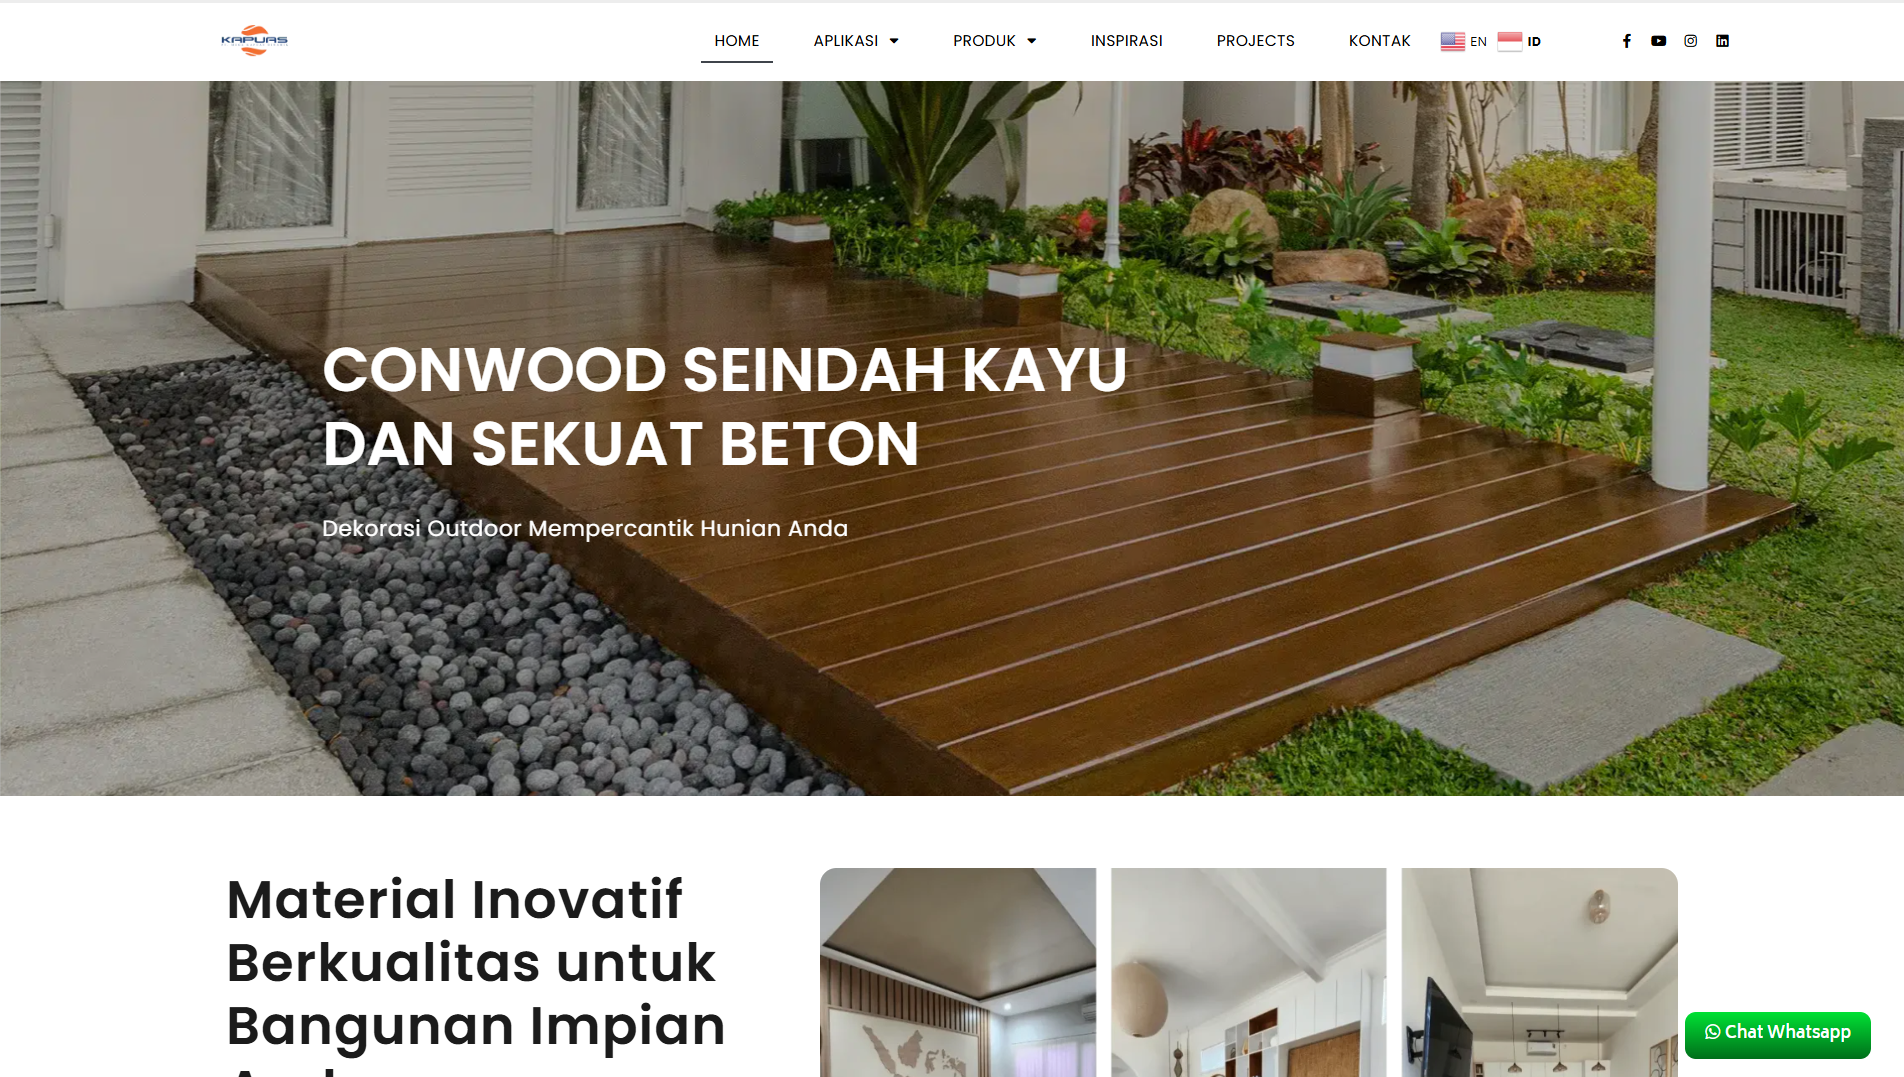 KAPUAS
HOME
APLIKASI
PRODUK
INSPIRASI
PROJECTS
KONTAK
EN
ID
CONWOOD SEINDAH KAYU
DAN SEKUAT BETON
Dekorasi Outdoor Mempercantik Hunian Anda
Material Inovatif
Berkualitas untuk
Bangunan Impian
Chat Whatsapp